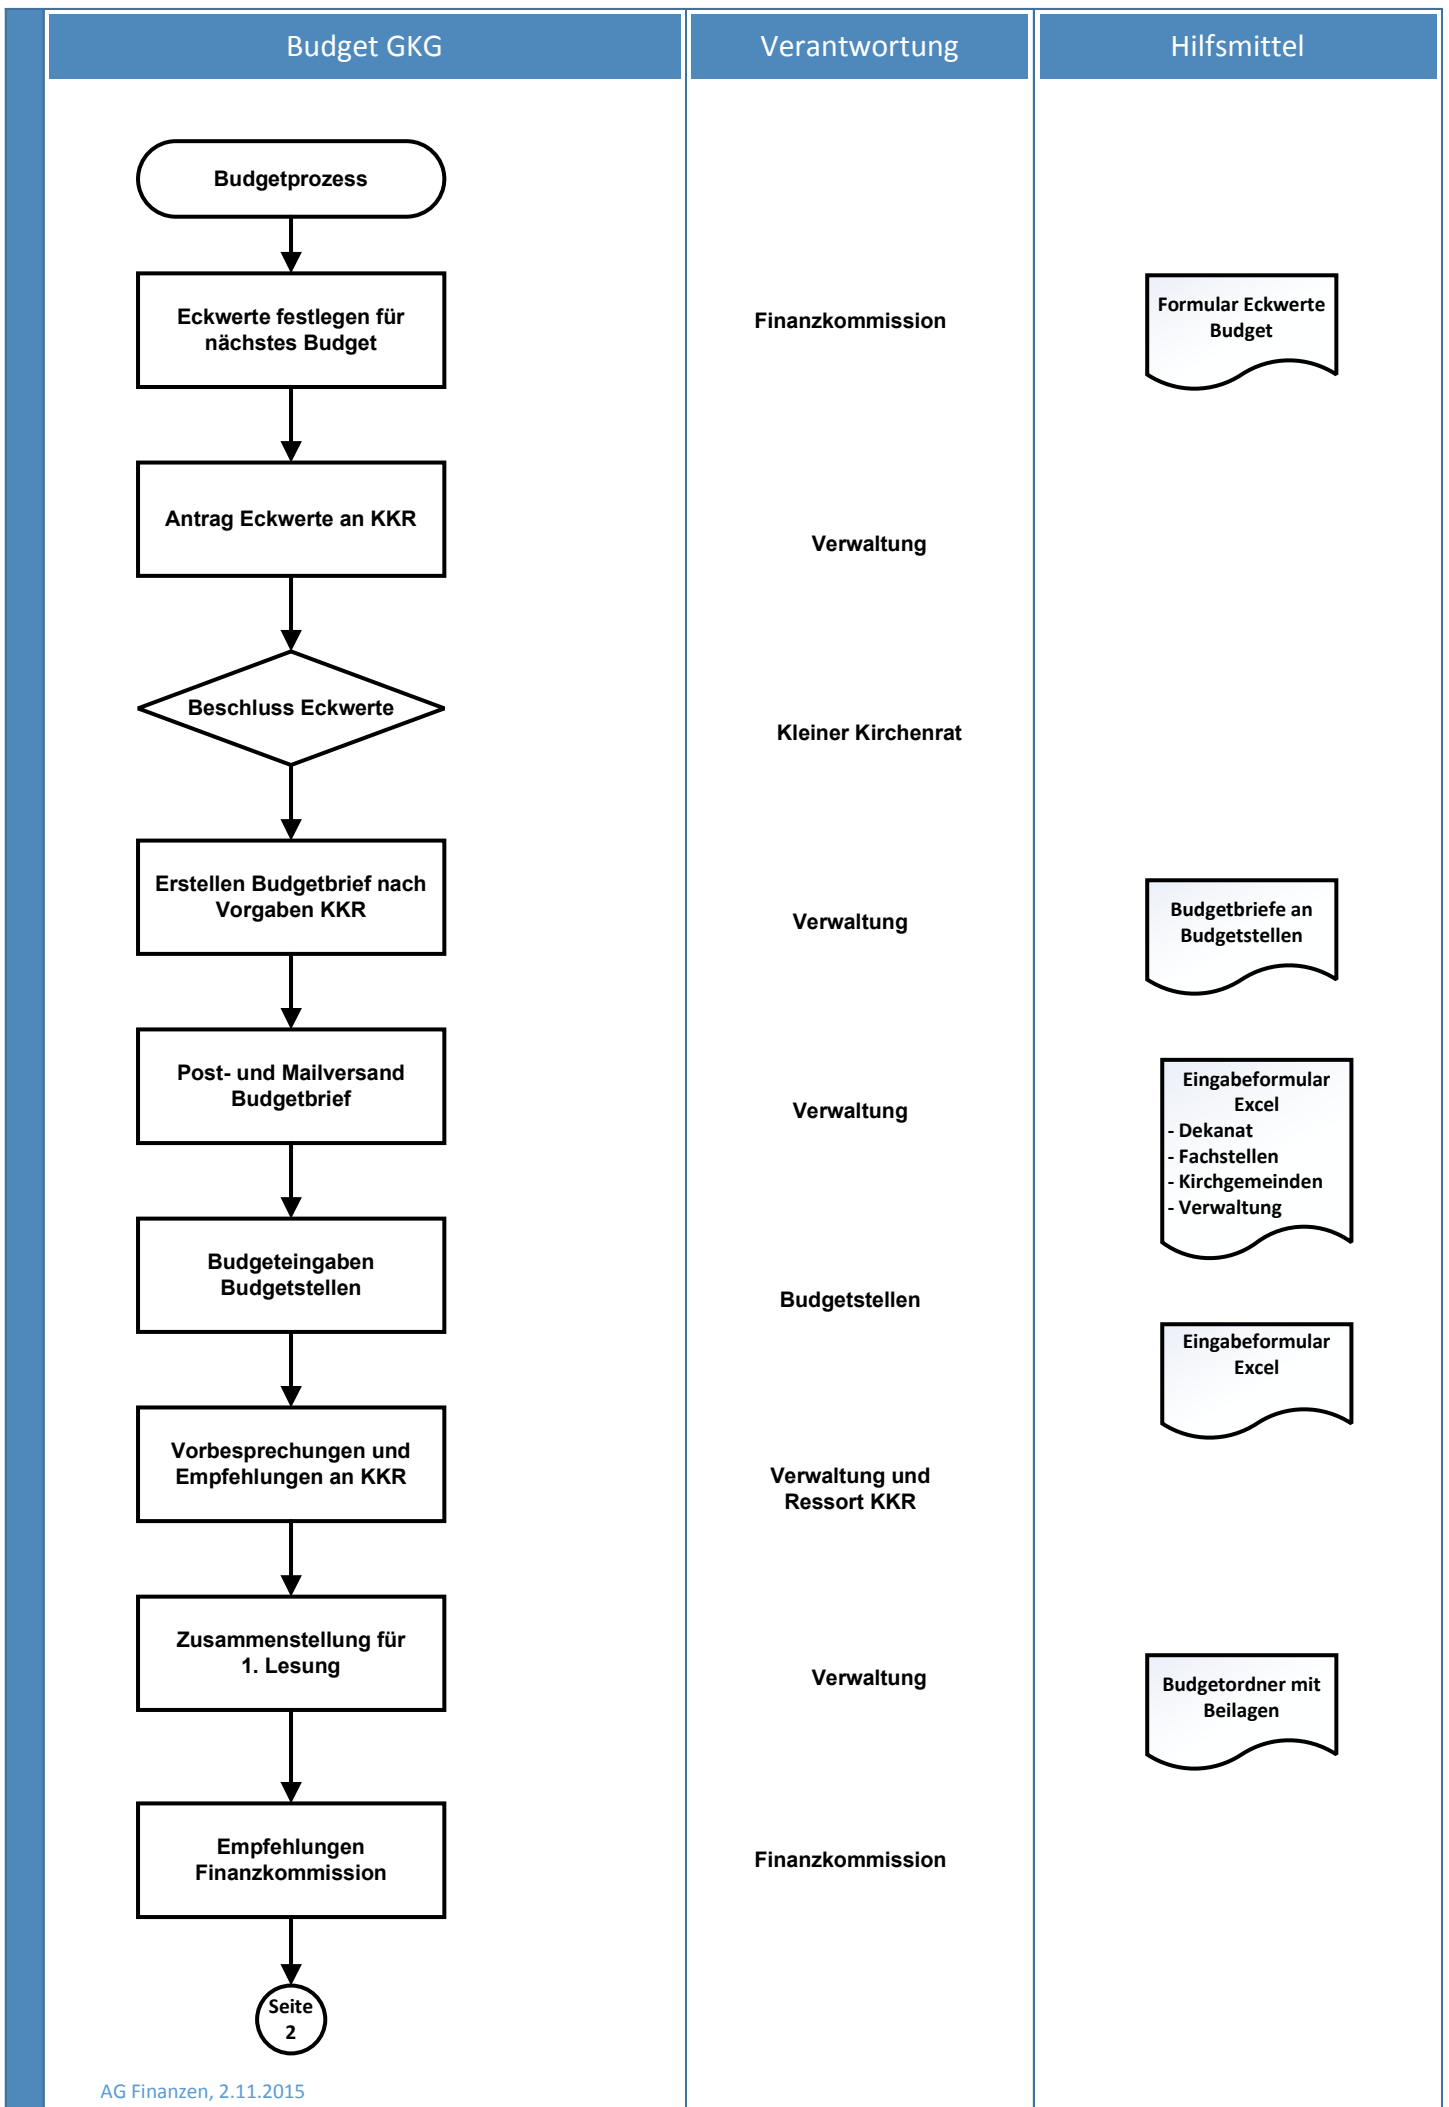 Budget GKG
Verantwortung
Hilfsmittel
Budgetprozess
Eckwerte festlegen für
nächstes Budget
Finanzkommission
Formular Eckwerte
Budget
Antrag Eckwerte an KKR
Verwaltung
Beschluss Eckwerte
Kleiner Kirchenrat
Erstellen Budgetbrief nach
Vorgaben KKR
Verwaltung
Budgetbriefe an
Budgetstellen
Post- und Mailversand
Budgetbrief
Verwaltung
Eingabeformular
Excel
- Dekanat
- Fachstellen
- Kirchgemeinden
- Verwaltung
Budgeteingaben
Budgetstellen
Budgetstellen
Eingabeformular
Excel
Vorbesprechungen und
Empfehlungen an KKR
Verwaltung und
Ressort KKR
Zusammenstellung für
1. Lesung
Verwaltung
Budgetordner mit
Beilagen
Empfehlungen
Finanzkommission
Finanzkommission
Seite
2
AG Finanzen, 2.11.2015